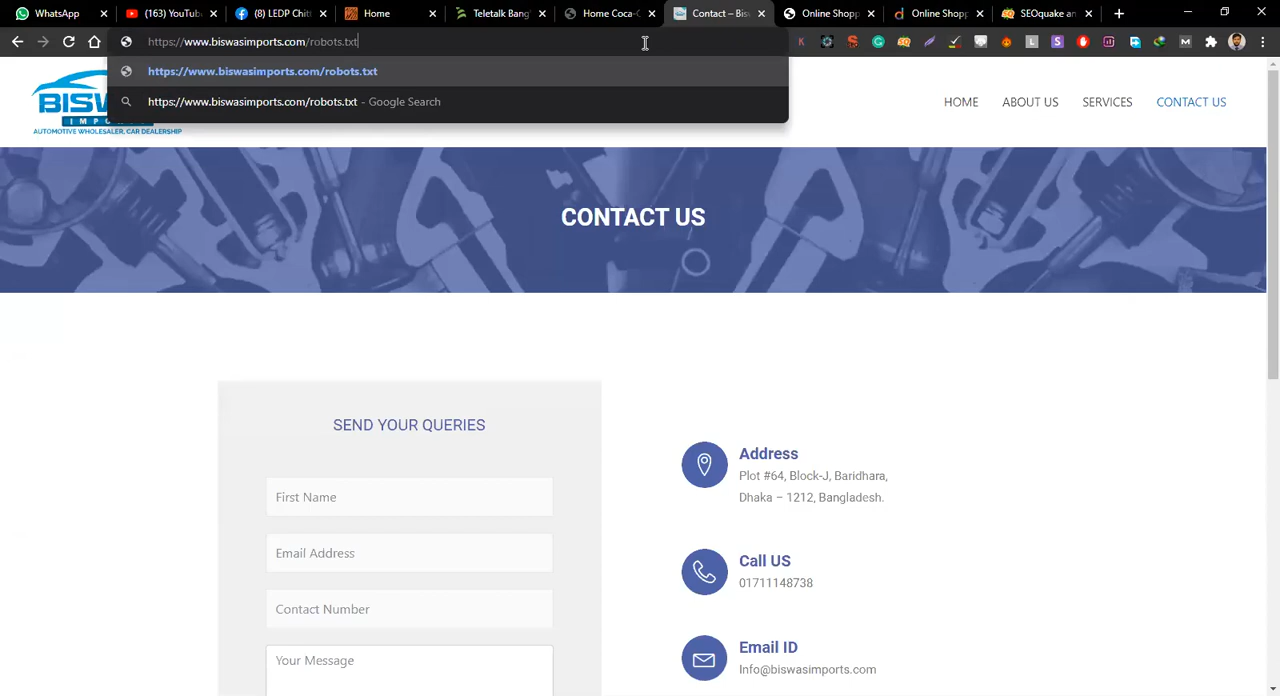 WhatsApp
(163) YouTube
(8) LEDP Chitt
Home
Teletalk Bang
Home Coca-C
Contact – Bis
Online Shopp
Online Shopp
SEOquake an
https://www.biswasimports.com/robots.txt
https://www.biswasimports.com/robots.txt
https://www.biswasimports.com/robots.txt - Google Search
BISW
IMPO
AUTOMOTIVE WHOLESALER, CAR DEALERSHIP
HOME
ABOUT US
SERVICES
CONTACT US
CONTACT US
SEND YOUR QUERIES
First Name
Email Address
Contact Number
Your Message
Address
Plot #64, Block-J, Baridhara,
Dhaka – 1212, Bangladesh.
Call US
01711148738
Email ID
Info@biswasimports.com